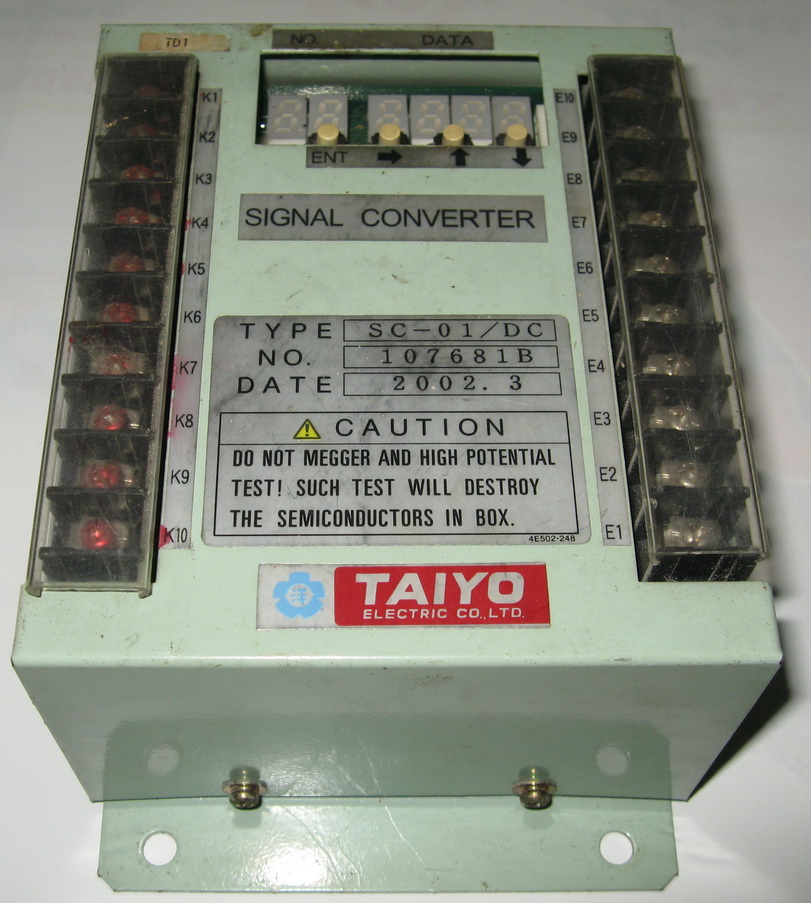 TD1
NO. DATA
K1
K2
K3
K4
K5
K6
K7
K8
K9
K10
E10
E9
E8
E7
E6
E5
E4
E3
E2
E1
ENT
SIGNAL CONVERTER
TYPE SC-01/DC
NO. 107681B
DATE 2002.3
CAUTION
DO NOT MEGGER AND HIGH POTENTIAL
TEST! SUCH TEST WILL DESTROY
THE SEMICONDUCTORS IN BOX.
4E502-248
TAIYO
ELECTRIC CO.,LTD.